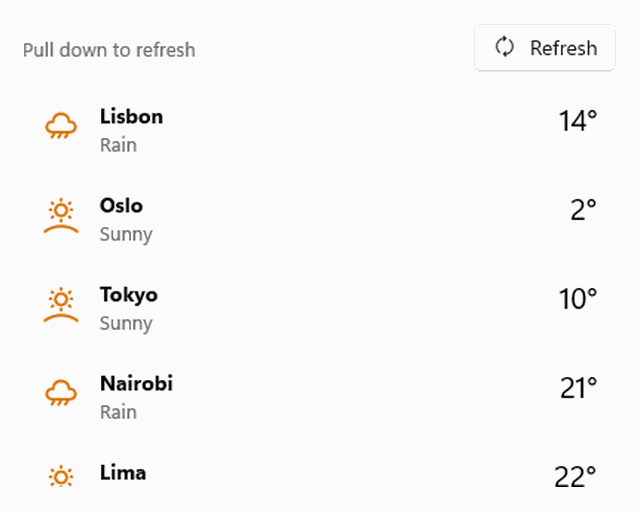 Pull down to refresh
Refresh
Lisbon
14°
Rain
Oslo
2°
Sunny
Tokyo
10°
Sunny
Nairobi
21°
Rain
Lima
22°